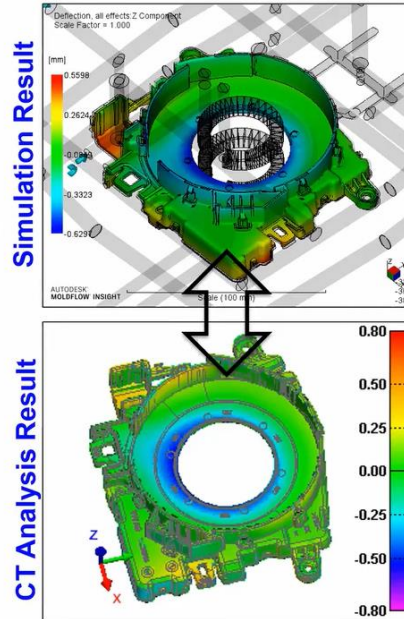 Simulation Result
Deflection, all effects:Z Component
Scale Factor = 1.000
[mm]
0.5598
0.2624
-0.3323
-0.6297
AUTODESK
MOLDFLOW INSIGHT
Scale (100 mm)
CT Analysis Result
0.80
0.50
0.25
0.00
-0.25
-0.50
-0.80
Z
X